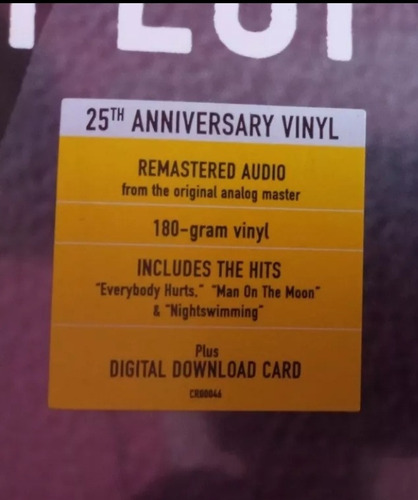 25TH ANNIVERSARY VINYL
REMASTERED AUDIO
from the original analog master
180-gram vinyl
INCLUDES THE HITS
"Everybody Hurts," "Man On The Moon"
& "Nightswimming"
Plus
DIGITAL DOWNLOAD CARD
CR00046